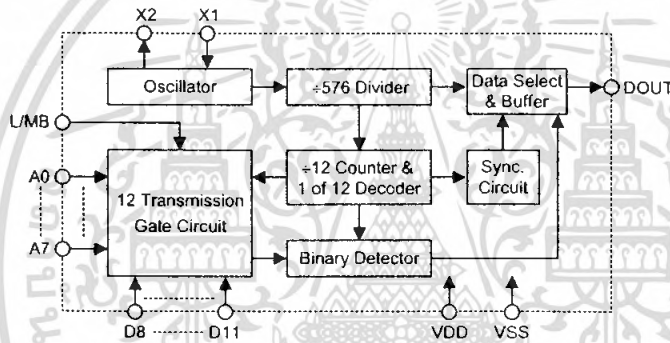 X2 X1
Oscillator
÷576 Divider
Data Select
& Buffer
DOUT
L/MB
A0
A7
12 Transmission
Gate Circuit
÷12 Counter &
1 of 12 Decoder
Sync.
Circuit
Binary Detector
D8 D11 VDD VSS